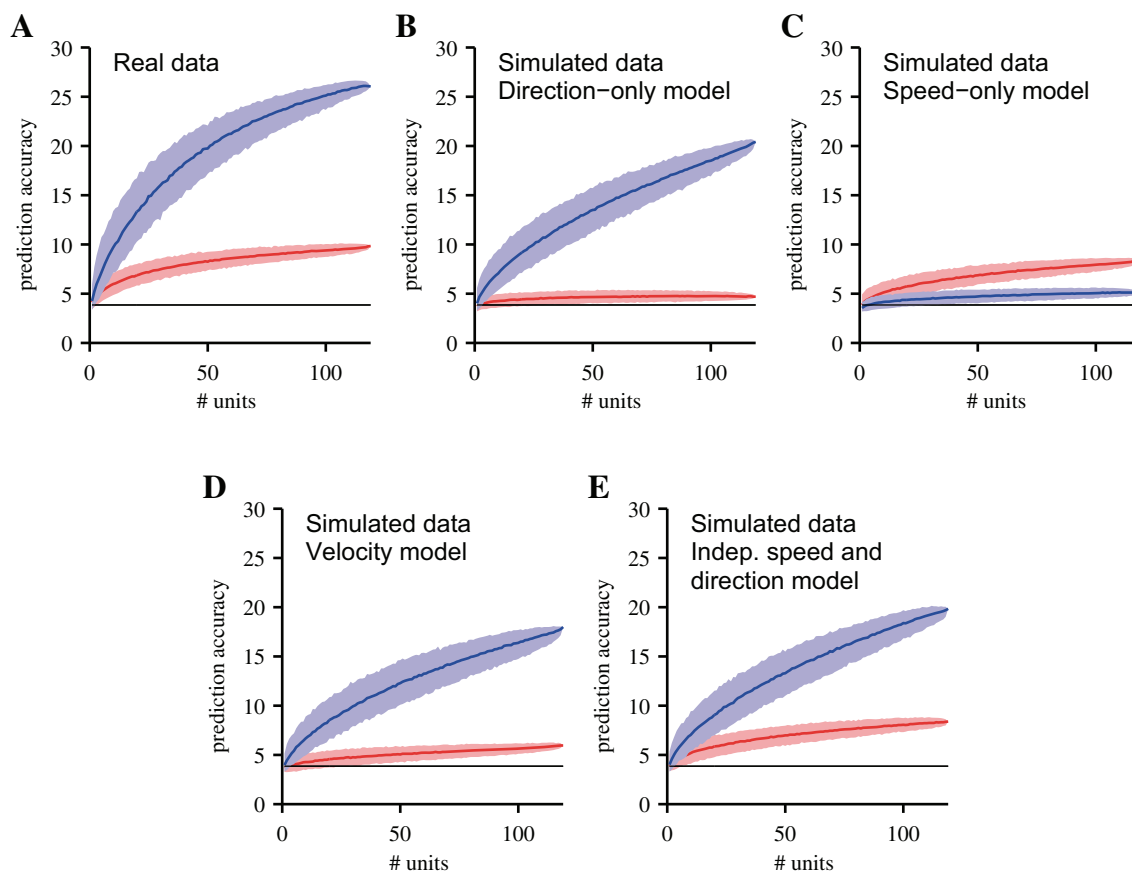 A
Real data
30
25
20
15
10
5
0
prediction accuracy
0
50
100
# units
B
Simulated data
Direction−only model
30
25
20
15
10
5
0
prediction accuracy
0
50
100
# units
C
Simulated data
Speed−only model
30
25
20
15
10
5
0
prediction accuracy
0
50
100
# units
D
Simulated data
Velocity model
30
25
20
15
10
5
0
prediction accuracy
0
50
100
# units
E
Simulated data
Indep. speed and
direction model
30
25
20
15
10
5
0
prediction accuracy
0
50
100
# units